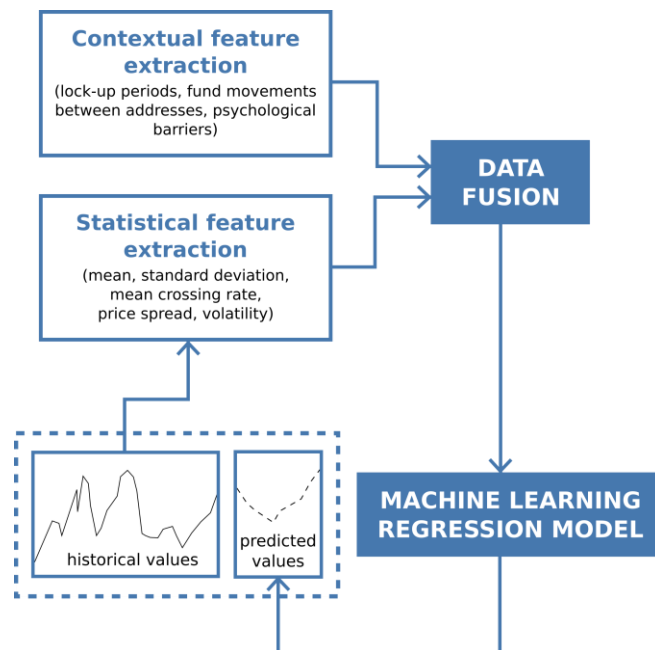 Contextual feature
extraction
(lock-up periods, fund movements
between addresses, psychological
barriers)
DATA
FUSION
Statistical feature
extraction
(mean, standard deviation,
mean crossing rate,
price spread, volatility)
historical values
predicted
values
MACHINE LEARNING
REGRESSION MODEL